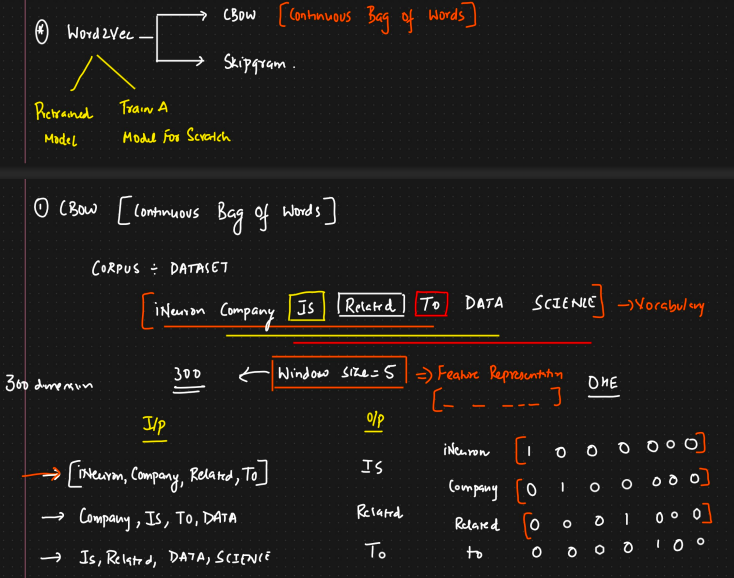 * Word2Vec → CBOW [Continuous Bag of Words]
→ Skipgram.
Pretrained Model
Train A Model For Scratch
① CBOW [Continuous Bag of Words]
CORPUS ÷ DATASET
[iNeuron Company Is Related To DATA SCIENCE] → Vocabulary
300 dimension 300 ← Window size = 5 ⇒ Feature Representation
[_ _ _ _ _] OHE
I/p O/p
→ [iNeuron, Company, Related, To] IS iNeuron [1 0 0 0 0 0 0]
Company [0 1 0 0 0 0 0]
→ Company, Is, To, DATA Related Related [0 0 0 1 0 0 0]
→ Is, Related, DATA, SCIENCE To to 0 0 0 0 1 0 0